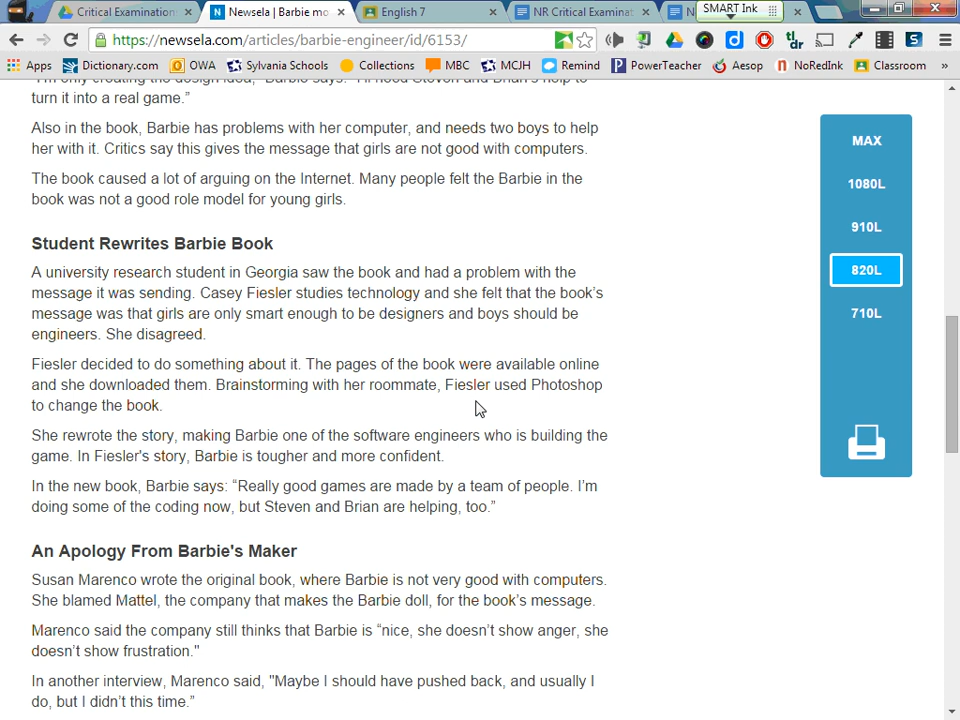 Critical Examination
Newsela | Barbie mo
English 7
NR Critical Examinat
SMART Ink
https://newsela.com/articles/barbie-engineer/id/6153/
Apps
Dictionary.com
OWA
Sylvania Schools
Collections
MBC
MCJH
Remind
PowerTeacher
Aesop
NoRedInk
Classroom
»
turn it into a real game.”
Also in the book, Barbie has problems with her computer, and needs two boys to help
her with it. Critics say this gives the message that girls are not good with computers.
The book caused a lot of arguing on the Internet. Many people felt the Barbie in the
book was not a good role model for young girls.
Student Rewrites Barbie Book
A university research student in Georgia saw the book and had a problem with the
message it was sending. Casey Fiesler studies technology and she felt that the book’s
message was that girls are only smart enough to be designers and boys should be
engineers. She disagreed.
Fiesler decided to do something about it. The pages of the book were available online
and she downloaded them. Brainstorming with her roommate, Fiesler used Photoshop
to change the book.
She rewrote the story, making Barbie one of the software engineers who is building the
game. In Fiesler's story, Barbie is tougher and more confident.
In the new book, Barbie says: “Really good games are made by a team of people. I’m
doing some of the coding now, but Steven and Brian are helping, too.”
An Apology From Barbie's Maker
Susan Marenco wrote the original book, where Barbie is not very good with computers.
She blamed Mattel, the company that makes the Barbie doll, for the book’s message.
Marenco said the company still thinks that Barbie is “nice, she doesn’t show anger, she
doesn’t show frustration."
In another interview, Marenco said, "Maybe I should have pushed back, and usually I
do, but I didn’t this time.”
MAX
1080L
910L
820L
710L